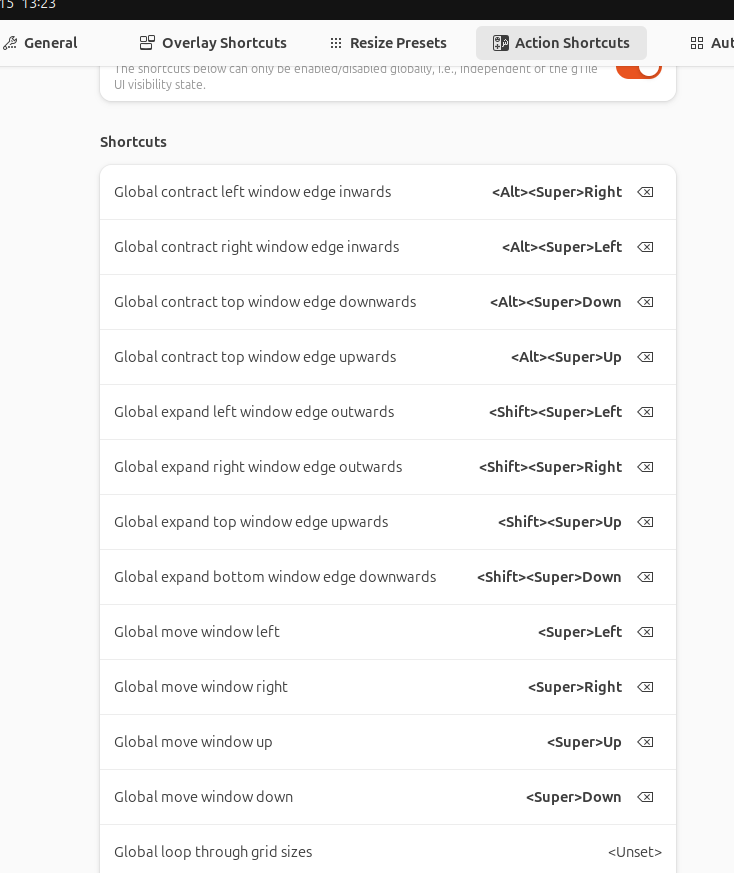 15 13:23
General
Overlay Shortcuts
Resize Presets
Action Shortcuts
Aut
The shortcuts below can only be enabled/disabled globally, i.e., independent of the gTile
UI visibility state.
Shortcuts
Global contract left window edge inwards <Alt><Super>Right
Global contract right window edge inwards <Alt><Super>Left
Global contract top window edge downwards <Alt><Super>Down
Global contract top window edge upwards <Alt><Super>Up
Global expand left window edge outwards <Shift><Super>Left
Global expand right window edge outwards <Shift><Super>Right
Global expand top window edge upwards <Shift><Super>Up
Global expand bottom window edge downwards <Shift><Super>Down
Global move window left <Super>Left
Global move window right <Super>Right
Global move window up <Super>Up
Global move window down <Super>Down
Global loop through grid sizes <Unset>